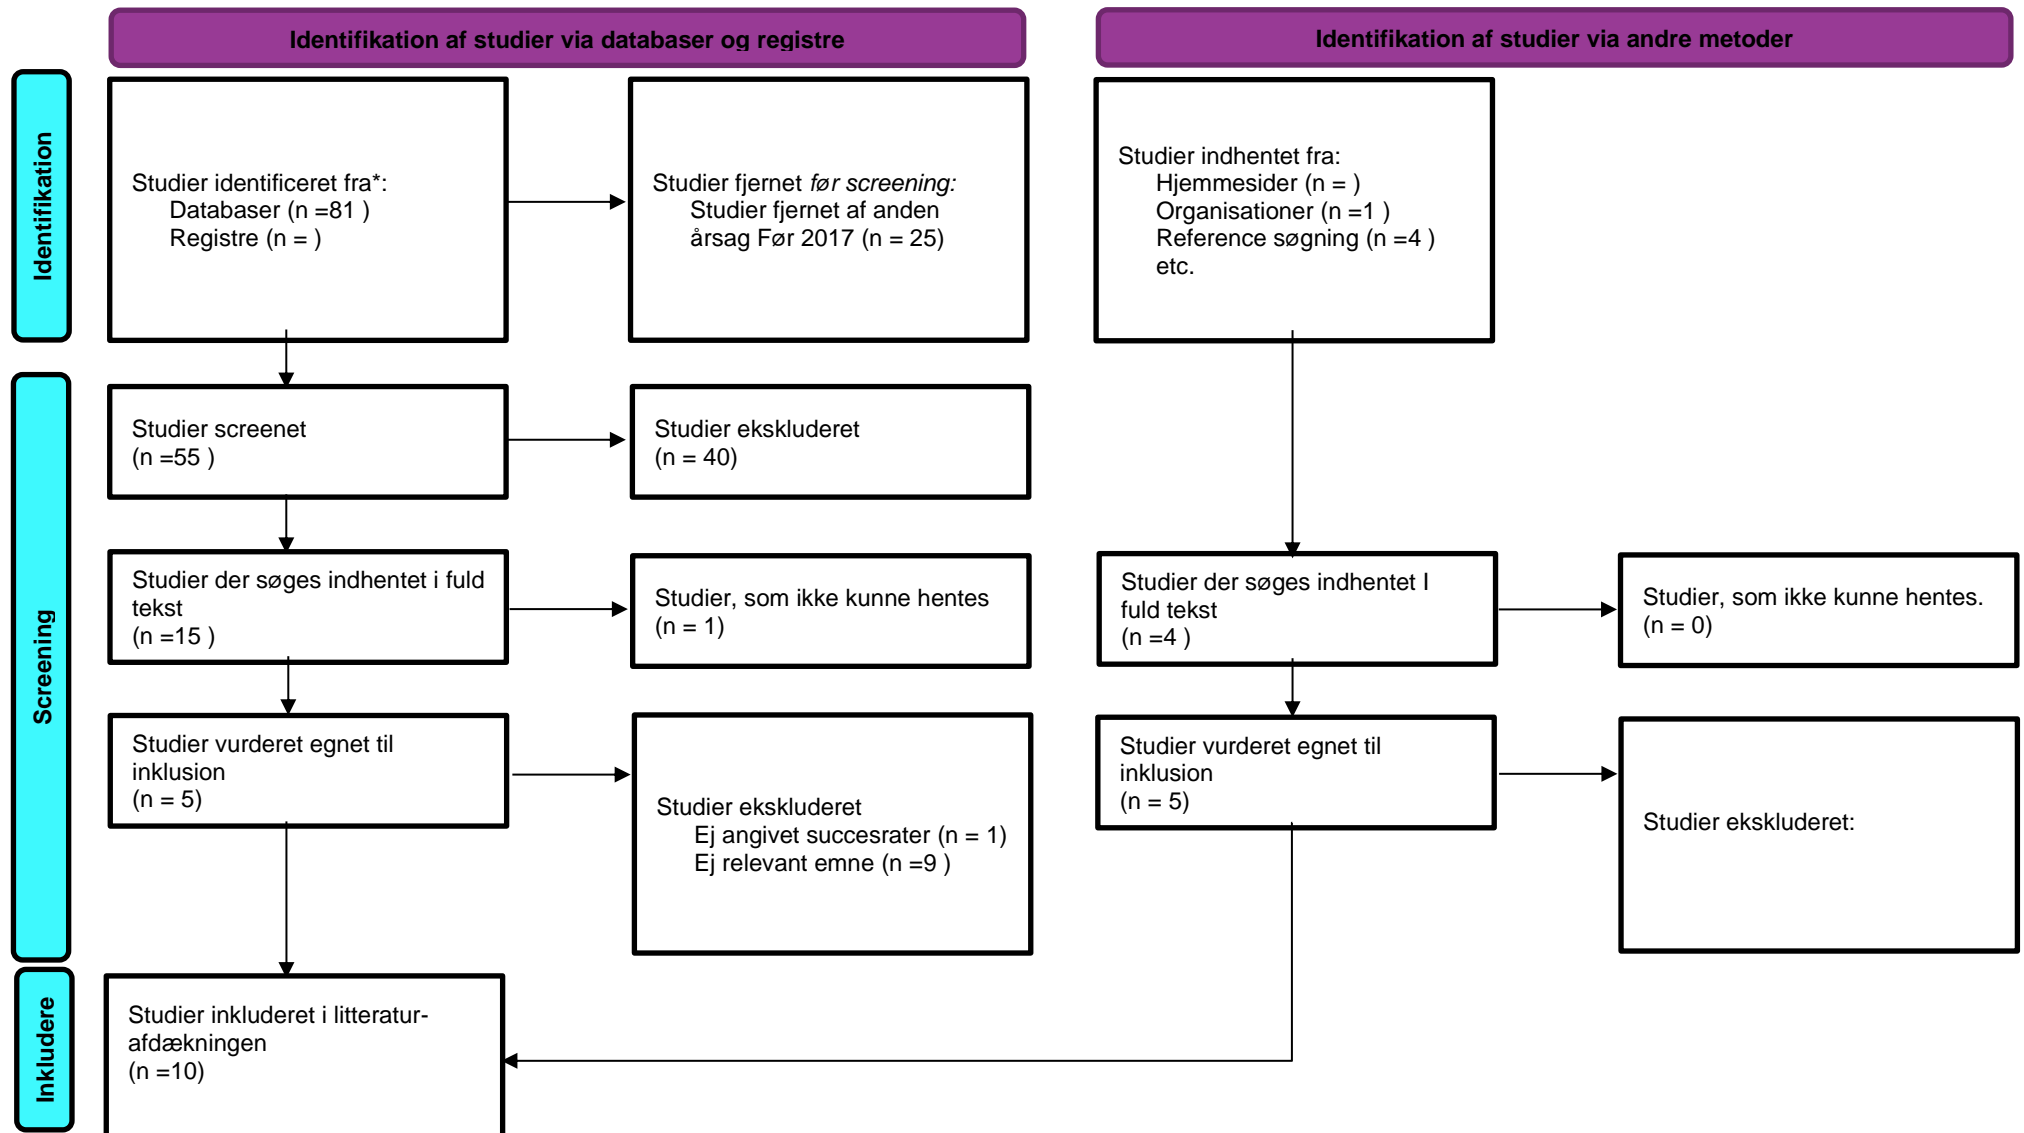 Identifikation af studier via databaser og registre
Identifikation af studier via andre metoder
Identifikation
Studier identificeret fra*:
Databaser (n =81 )
Registre (n = )
Studier fjernet før screening:
Studier fjernet af anden
årsag Før 2017 (n = 25)
Studier indhentet fra:
Hjemmesider (n = )
Organisationer (n =1 )
Reference søgning (n =4 )
etc.
Screening
Studier screenet
(n =55 )
Studier ekskluderet
(n = 40)
Studier der søges indhentet i fuld
tekst
(n =15 )
Studier, som ikke kunne hentes
(n = 1)
Studier der søges indhentet I
fuld tekst
(n =4 )
Studier, som ikke kunne hentes.
(n = 0)
Studier vurderet egnet til
inklusion
(n = 5)
Studier ekskluderet
Ej angivet succesrater (n = 1)
Ej relevant emne (n =9 )
Studier vurderet egnet til
inklusion
(n = 5)
Studier ekskluderet:
Inkludere
Studier inkluderet i litteratur-
afdækningen
(n =10)